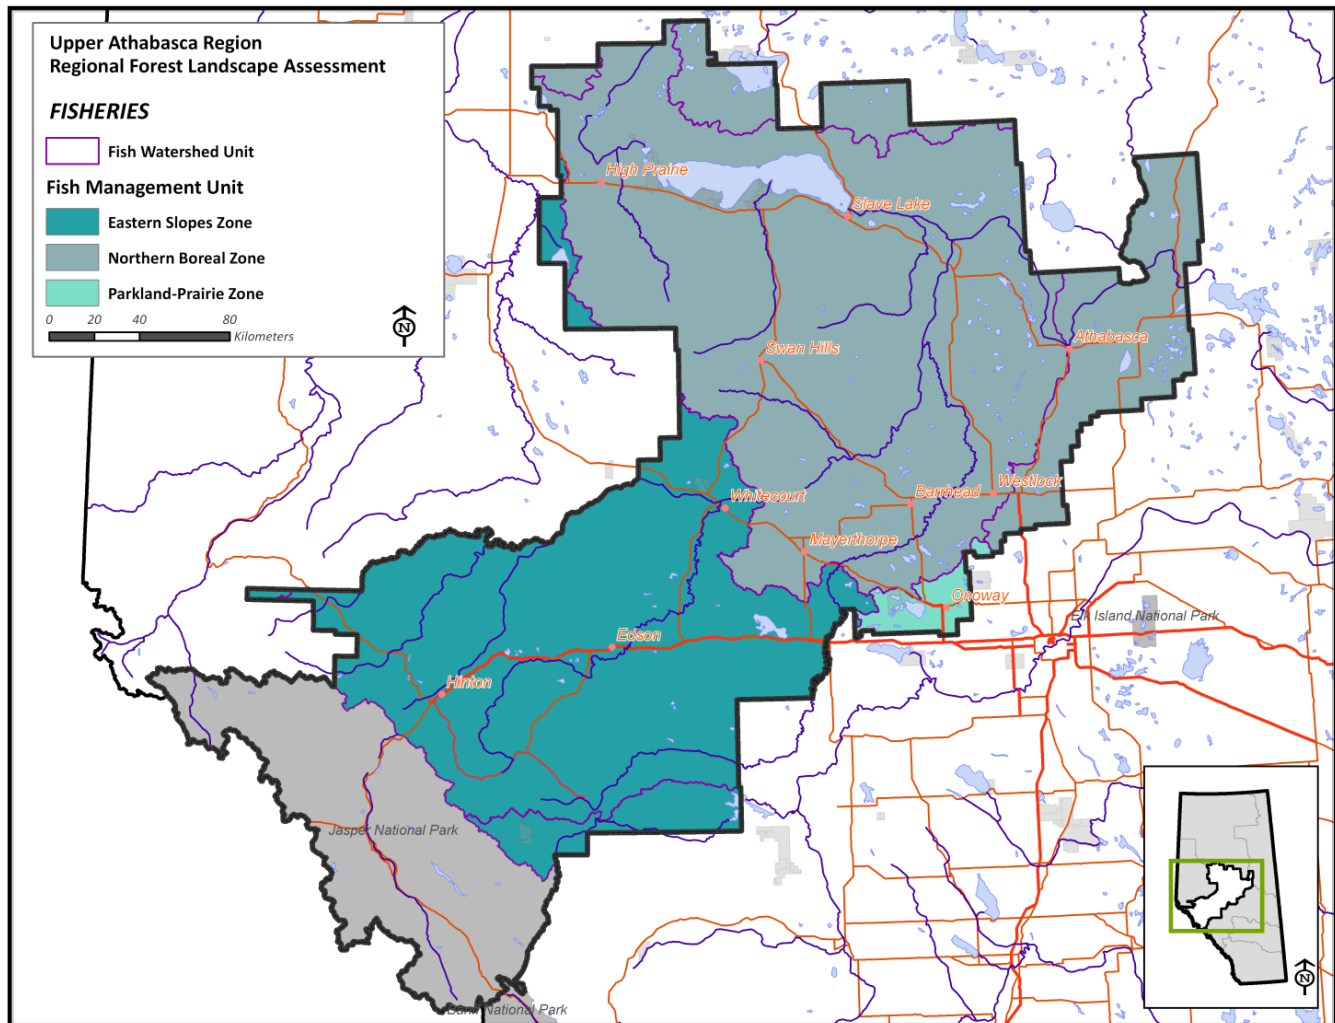 Upper Athabasca Region
Regional Forest Landscape Assessment
FISHERIES
Fish Watershed Unit
Fish Management Unit
Eastern Slopes Zone
Northern Boreal Zone
Parkland-Prairie Zone
0 20 40 80
Kilometers
N
High Prairie
Slave Lake
Athabasca
Swan Hills
Whitecourt
Barrhead
Westlock
Mayerthorpe
Onoway
Elk Island National Park
Edson
Hinton
Jasper National Park
Banff National Park
N